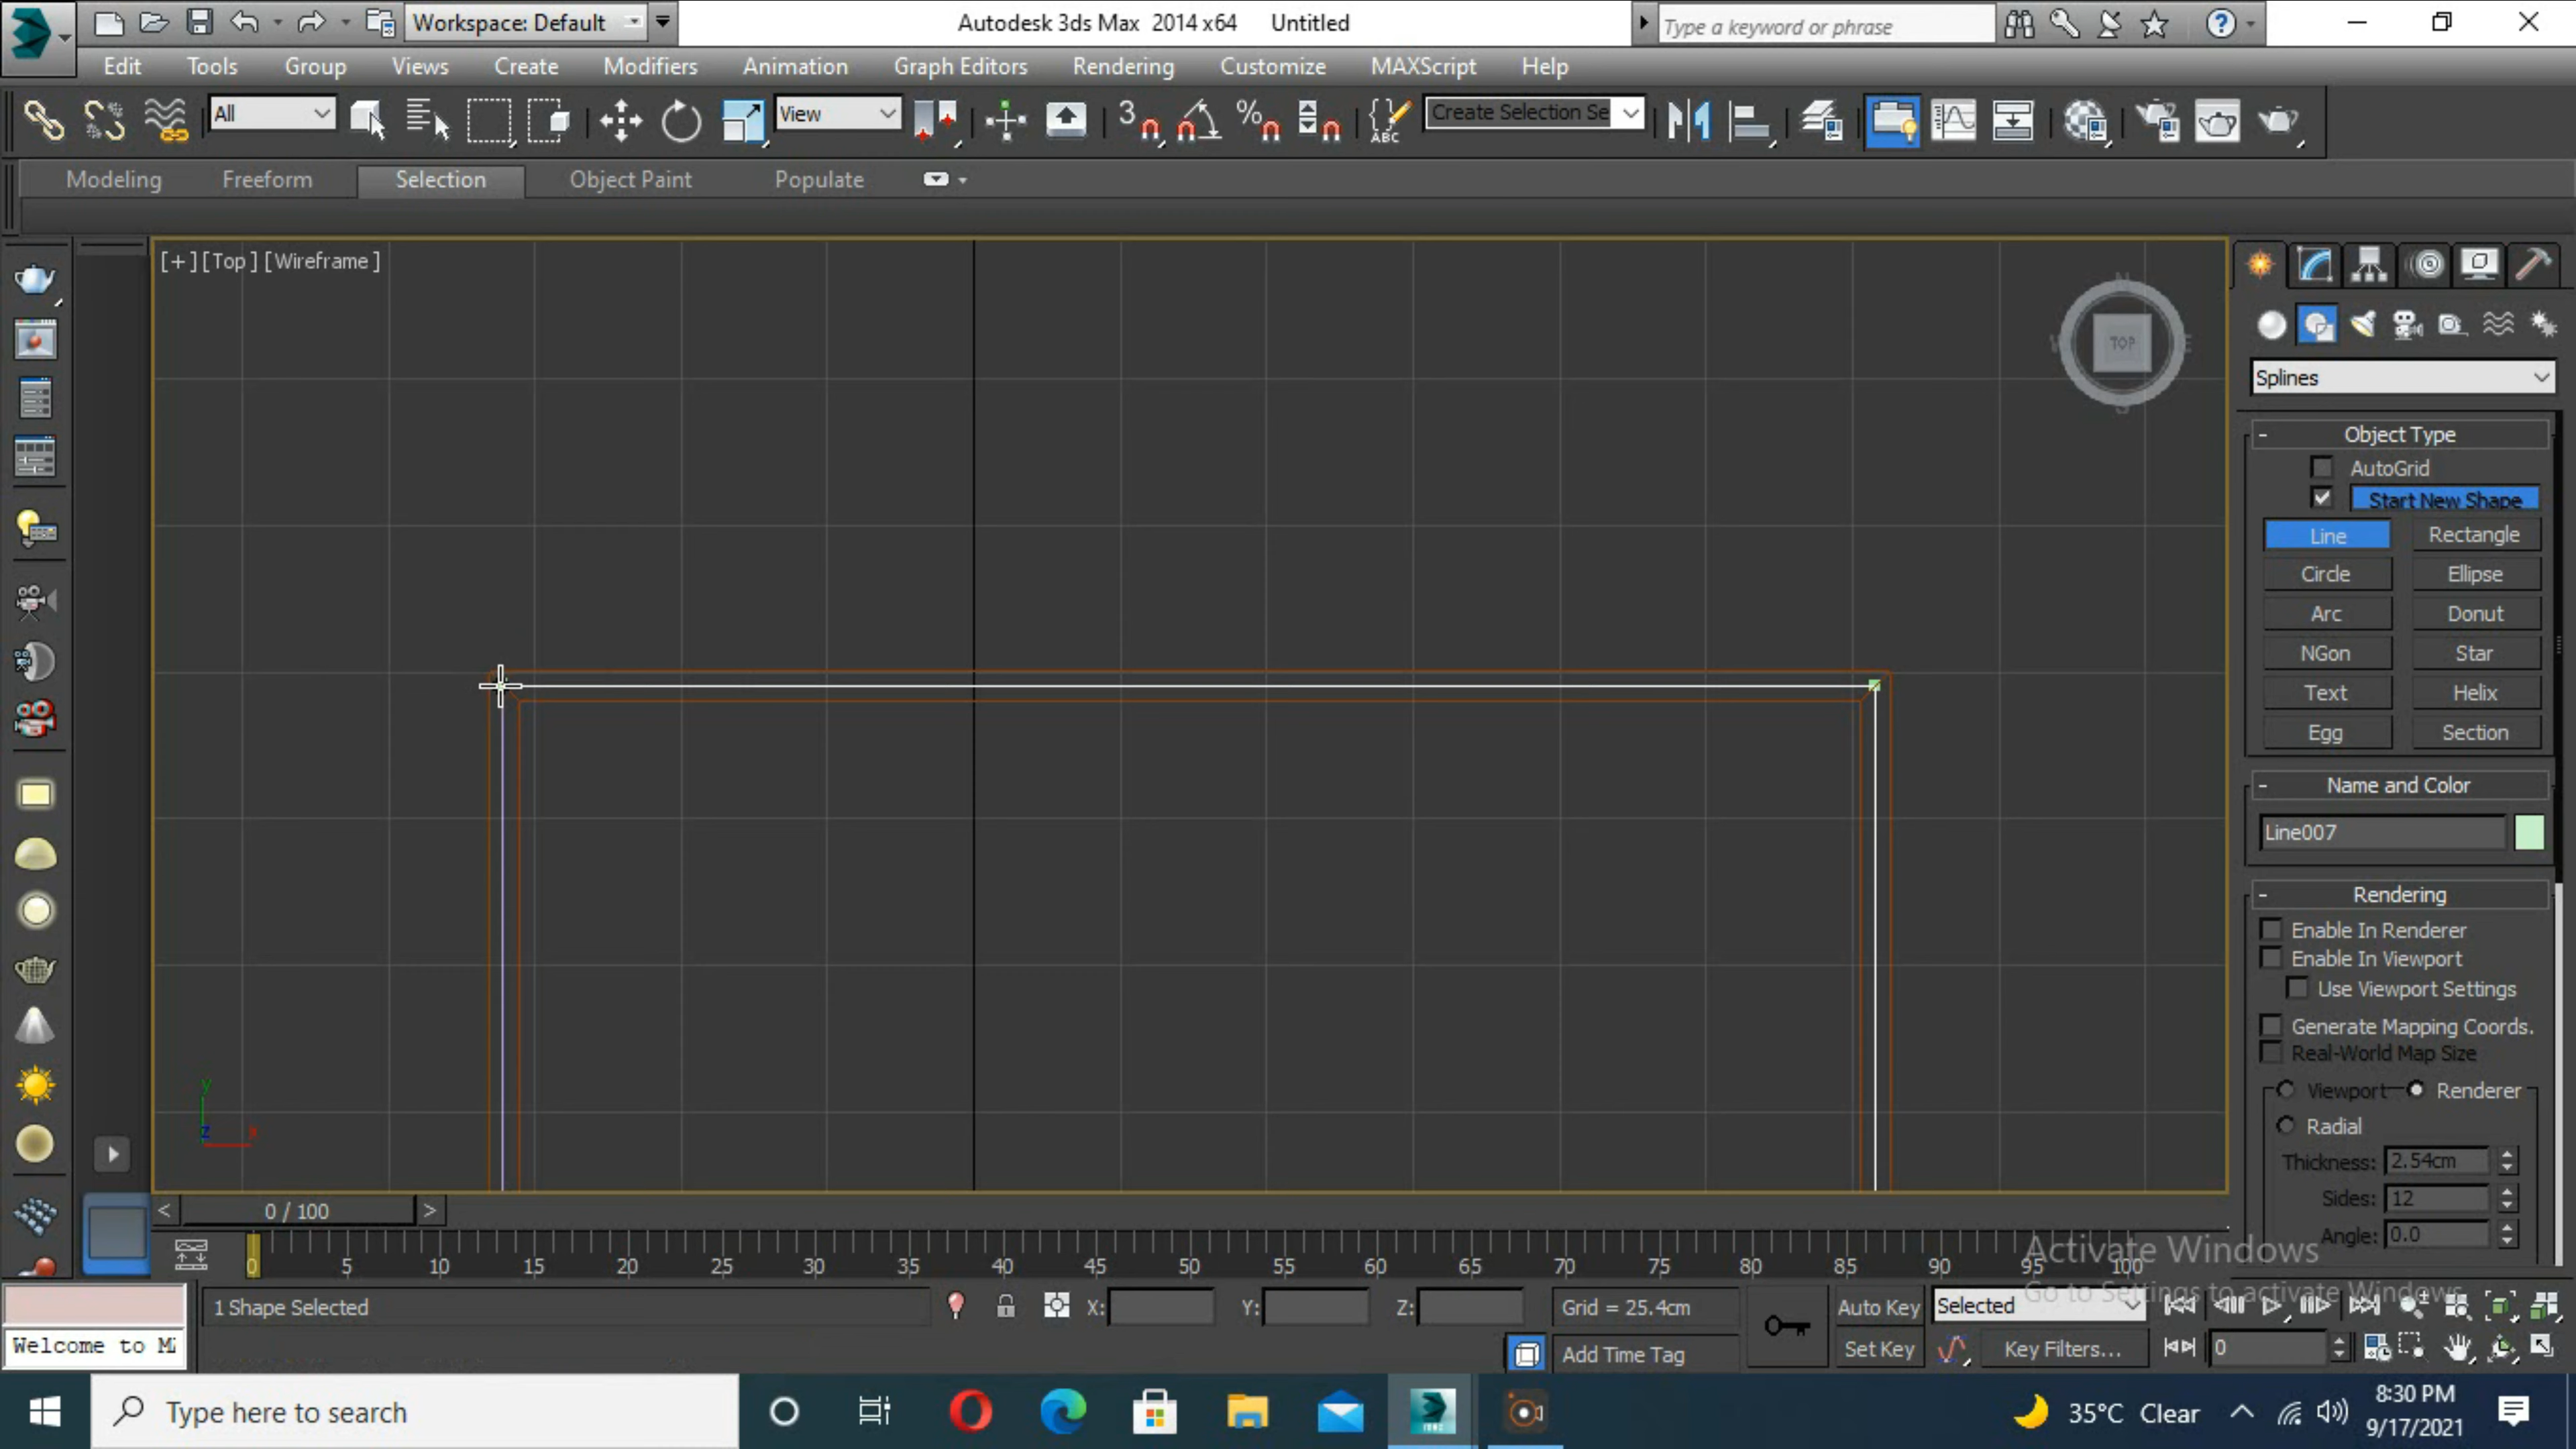 Workspace: Default
Autodesk 3ds Max 2014 x64 Untitled
Type a keyword or phrase
Edit Tools Group Views Create Modifiers Animation Graph Editors Rendering Customize MAXScript Help
All
View
3
%
ABC
Create Selection Se
Modeling Freeform Selection Object Paint Populate
[+][Top][Wireframe]
TOP
Splines
- Object Type
AutoGrid
Start New Shape
Line Rectangle
Circle Ellipse
Arc Donut
NGon Star
Text Helix
Egg Section
- Name and Color
Line007
- Rendering
Enable In Renderer
Enable In Viewport
Use Viewport Settings
Generate Mapping Coords.
Real-World Map Size
Viewport Renderer
Radial
Thickness: 2.54cm
Sides: 12
Angle: 0.0
y
z x
< 0 / 100 >
0 5 10 15 20 25 30 35 40 45 50 55 60 65 70 75 80 85 90 95 100
Activate Windows
Go to Settings to activate Windows.
1 Shape Selected
X: Y: Z:
Grid = 25.4cm
Auto Key Selected
Welcome to M
Add Time Tag
Set Key Key Filters... 0
Type here to search
35°C Clear
8:30 PM
9/17/2021